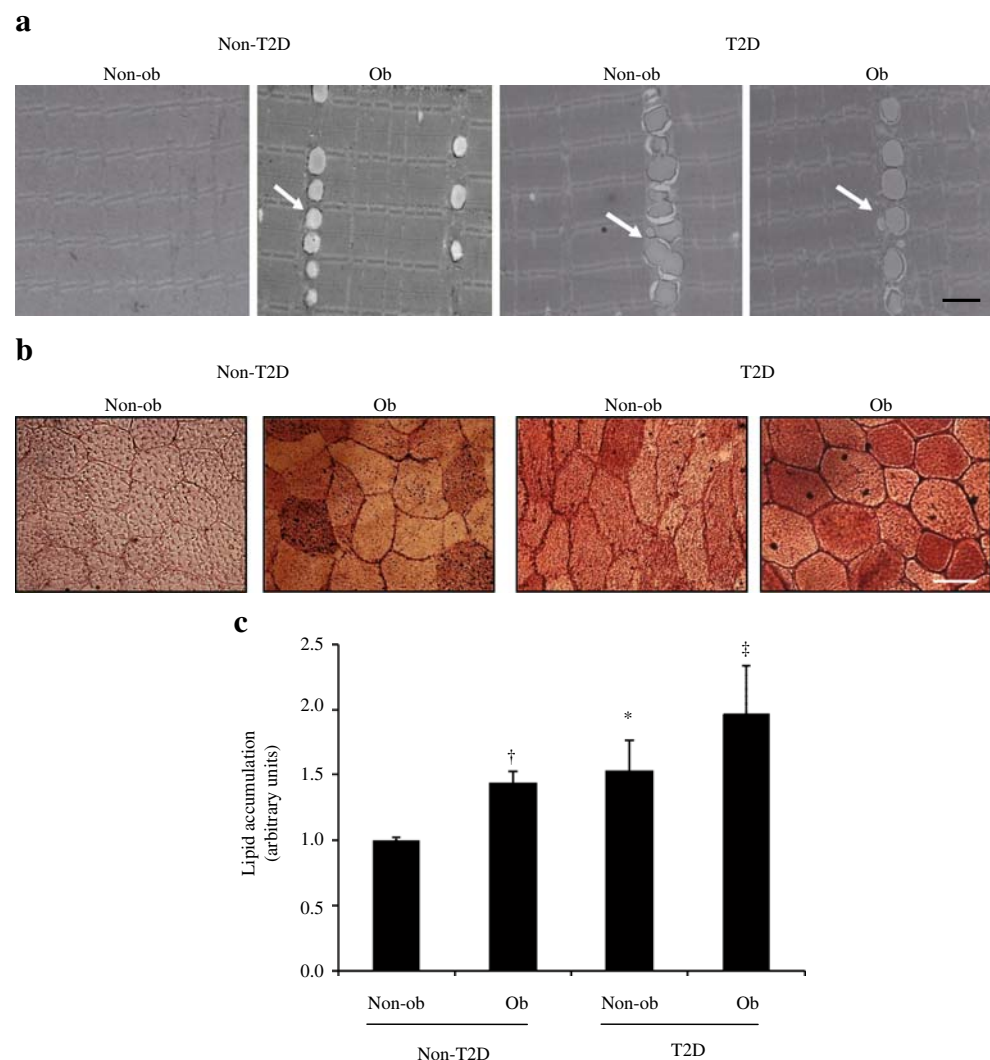 a
Non-T2D T2D
Non-ob Ob Non-ob Ob
b
Non-T2D T2D
Non-ob Ob Non-ob Ob
c
2.5
2.0
1.5
1.0
0.5
0.0
Lipid accumulation
(arbitrary units)
†
*
‡
Non-ob Ob Non-ob Ob
Non-T2D T2D